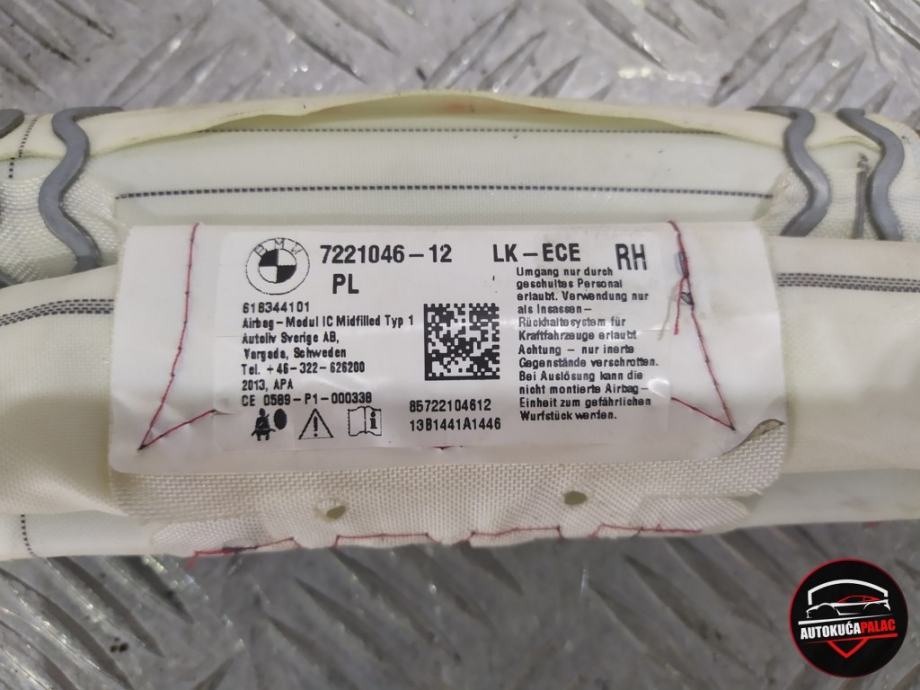 BMW
7221046-12 LK-ECE RH
PL
618344101
Airbag-Modul IC Midfilled Typ 1
Autoliv Sverige AB,
Vargada, Schweden
Tel. +46-322-626200
2013, APA
CE 0589-P1-000338
85722104612
13B1441A1446
Umgang nur durch
geschultes Personal
erlaubt. Verwendung nur
als Insassen-
Rückhaltesystem für
Kraftfahrzeuge erlaubt
Achtung - nur inerte
Gegenstände verschrotten.
Bei Auslösung kann die
nicht montierte Airbag-
Einheit zum gefährlichen
Wurfstück werden.
AUTOKUĆAPALAC